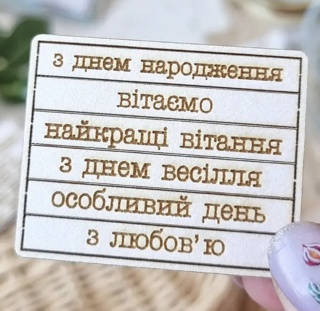 з днем народження
вітаємо
найкращі вітання
з днем весілля
особливий день
з любов'ю